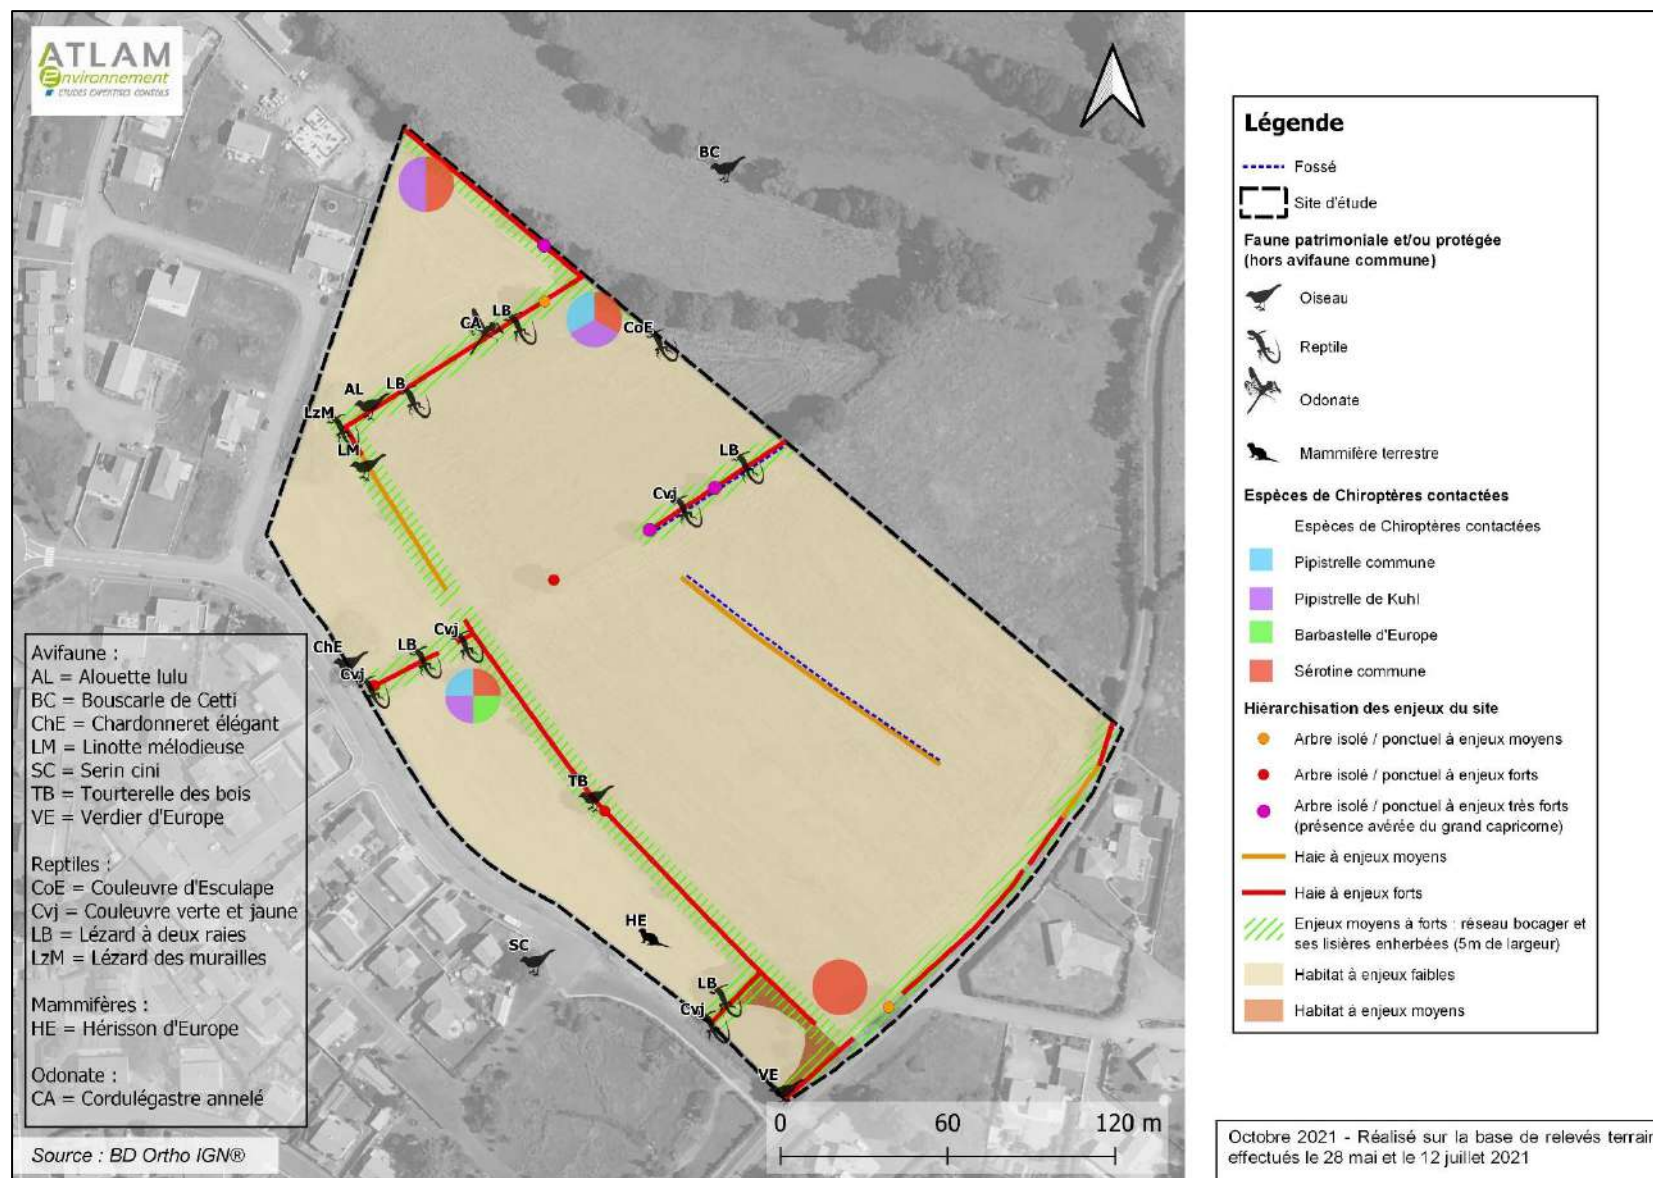 ATLAM
Environnement
ETUDES EXPERTISES CONSEILS
BC
CoE
LB
CA
LB
AL
LzM
LM
LB
Cvj
Cvj
LB
ChE
Cvj
TB
HE
SC
LB
Cvj
VE
0 60 120 m
Avifaune :
AL = Alouette lulu
BC = Bouscarle de Cetti
ChE = Chardonneret élégant
LM = Linotte mélodieuse
SC = Serin cini
TB = Tourterelle des bois
VE = Verdier d'Europe
Reptiles :
CoE = Couleuvre d'Esculape
Cvj = Couleuvre verte et jaune
LB = Lézard à deux raies
LzM = Lézard des murailles
Mammifères :
HE = Hérisson d'Europe
Odonate :
CA = Cordulégastre annelé
Source : BD Ortho IGN®
Légende
Fossé
Site d'étude
Faune patrimoniale et/ou protégée
(hors avifaune commune)
Oiseau
Reptile
Odonate
Mammifère terrestre
Espèces de Chiroptères contactées
Espèces de Chiroptères contactées
Pipistrelle commune
Pipistrelle de Kuhl
Barbastelle d'Europe
Sérotine commune
Hiérarchisation des enjeux du site
Arbre isolé / ponctuel à enjeux moyens
Arbre isolé / ponctuel à enjeux forts
Arbre isolé / ponctuel à enjeux très forts
(présence avérée du grand capricorne)
Haie à enjeux moyens
Haie à enjeux forts
Enjeux moyens à forts : réseau bocager et
ses lisières enherbées (5m de largeur)
Habitat à enjeux faibles
Habitat à enjeux moyens
Octobre 2021 - Réalisé sur la base de relevés terrain
effectués le 28 mai et le 12 juillet 2021